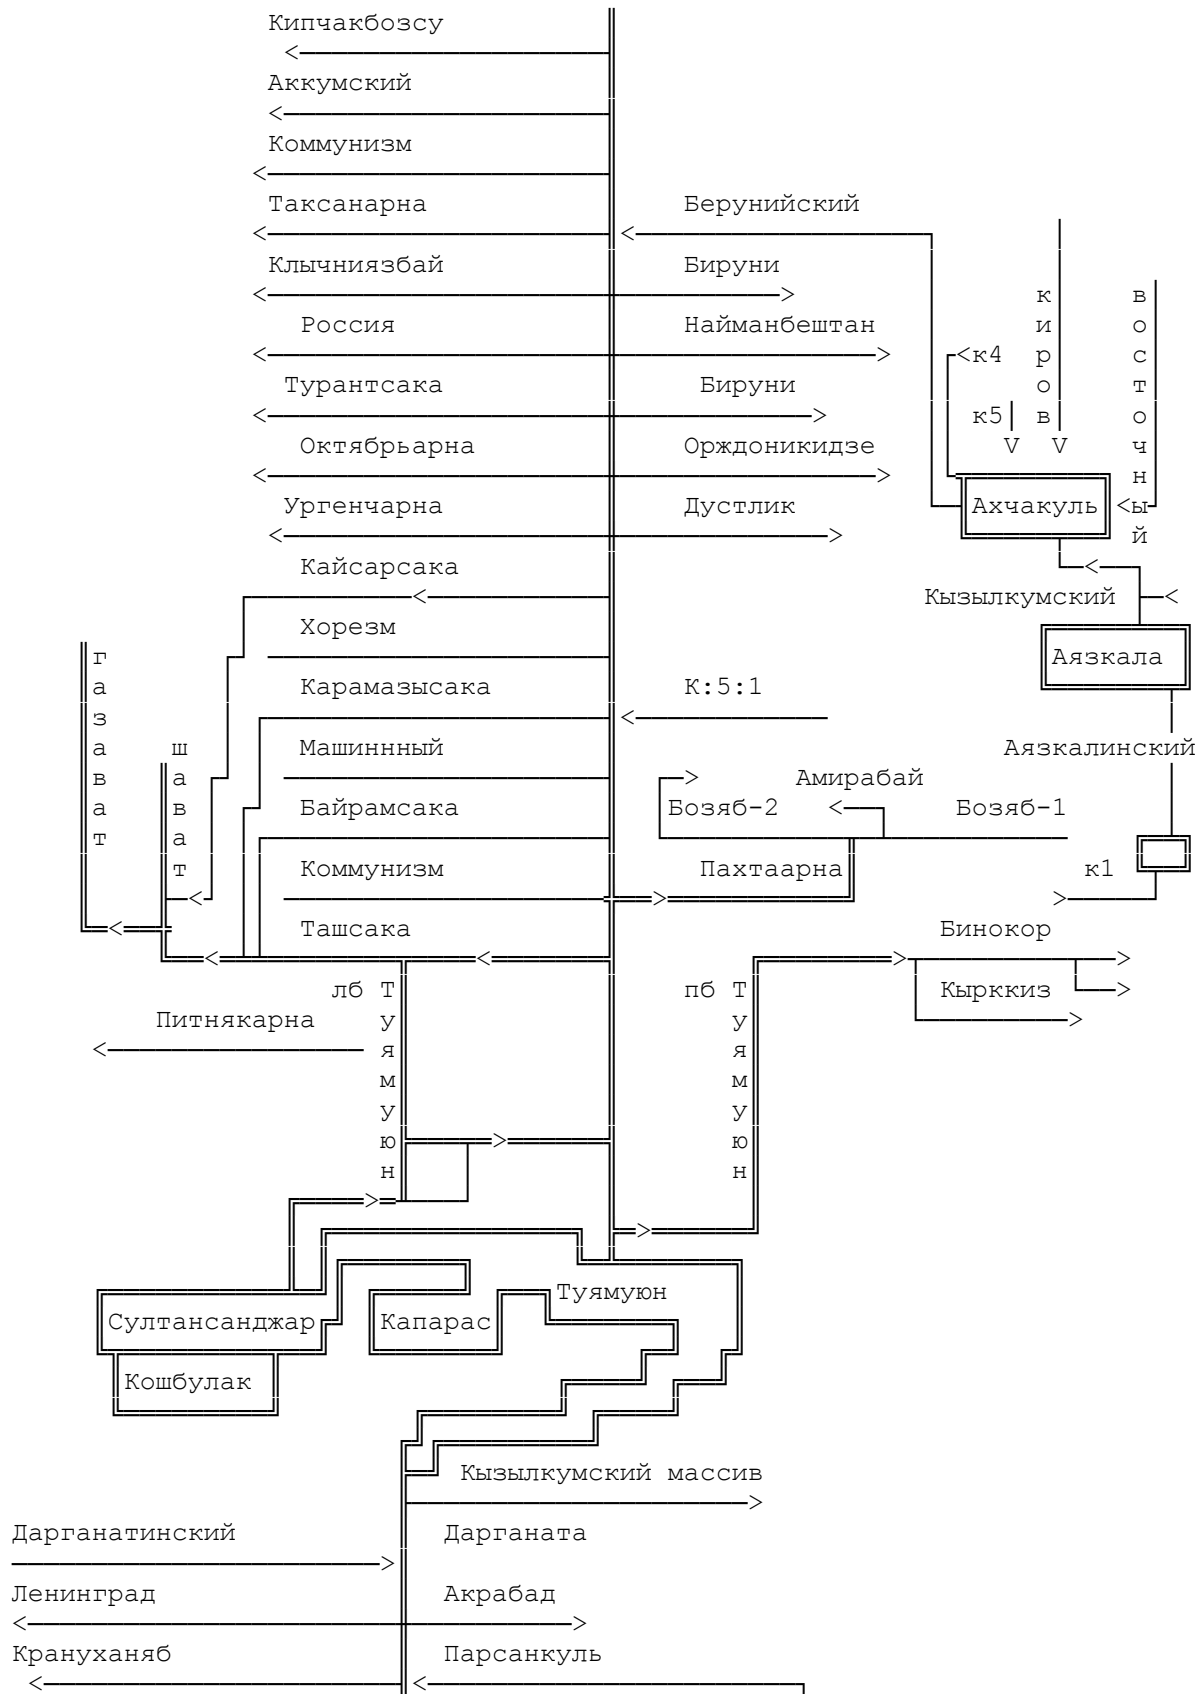 Кипчакбозсу
Аккумский
Коммунизм
Таксанарна Берунийский
Клычниязбай Бируни
Россия Найманбештан
киров
восточный
<к4
Турантсака Бируни
к5
Октябрьарна Орждоникидзе
Ургенчарна Дустлик
Ахчакуль
Кайсарсака
Кызылкумский
Хорезм
Аязкала
газават
Карамазысака К:5:1
шават
Машиннный Аязкалинский
Амирабай
Байрамсака Бозяб-2 Бозяб-1
Коммунизм Пахтаарна к1
Ташсака Бинокор
лб Туямуюн пб Туямуюн Кырккиз
Питнякарна
Туямуюн
Султансанджар Капарас
Кошбулак
Кызылкумский массив
Дарганатинский Дарганата
Ленинград Акрабад
Крануханяб Парсанкуль